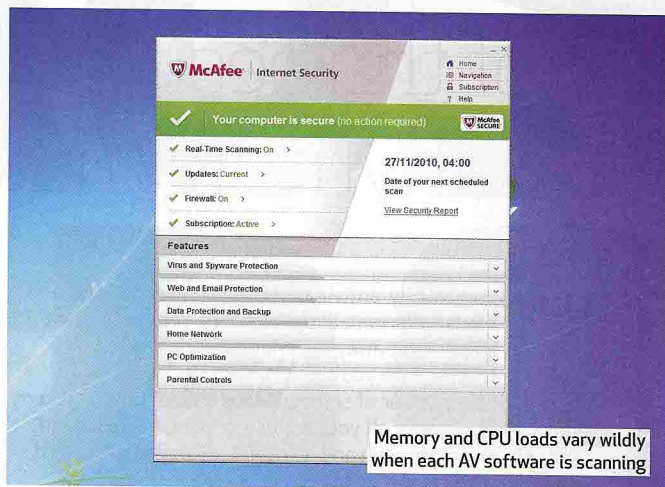 McAfee | Internet Security
Home
Navigation
Subscription
? Help
Your computer is secure (no action required)
McAfee SECURE
Real-Time Scanning: On >
Updates: Current >
Firewall: On >
Subscription: Active >
27/11/2010, 04:00
Date of your next scheduled
scan
View Security Report
Features
Virus and Spyware Protection
Web and Email Protection
Data Protection and Backup
Home Network
PC Optimization
Parental Controls
Memory and CPU loads vary wildly
when each AV software is scanning